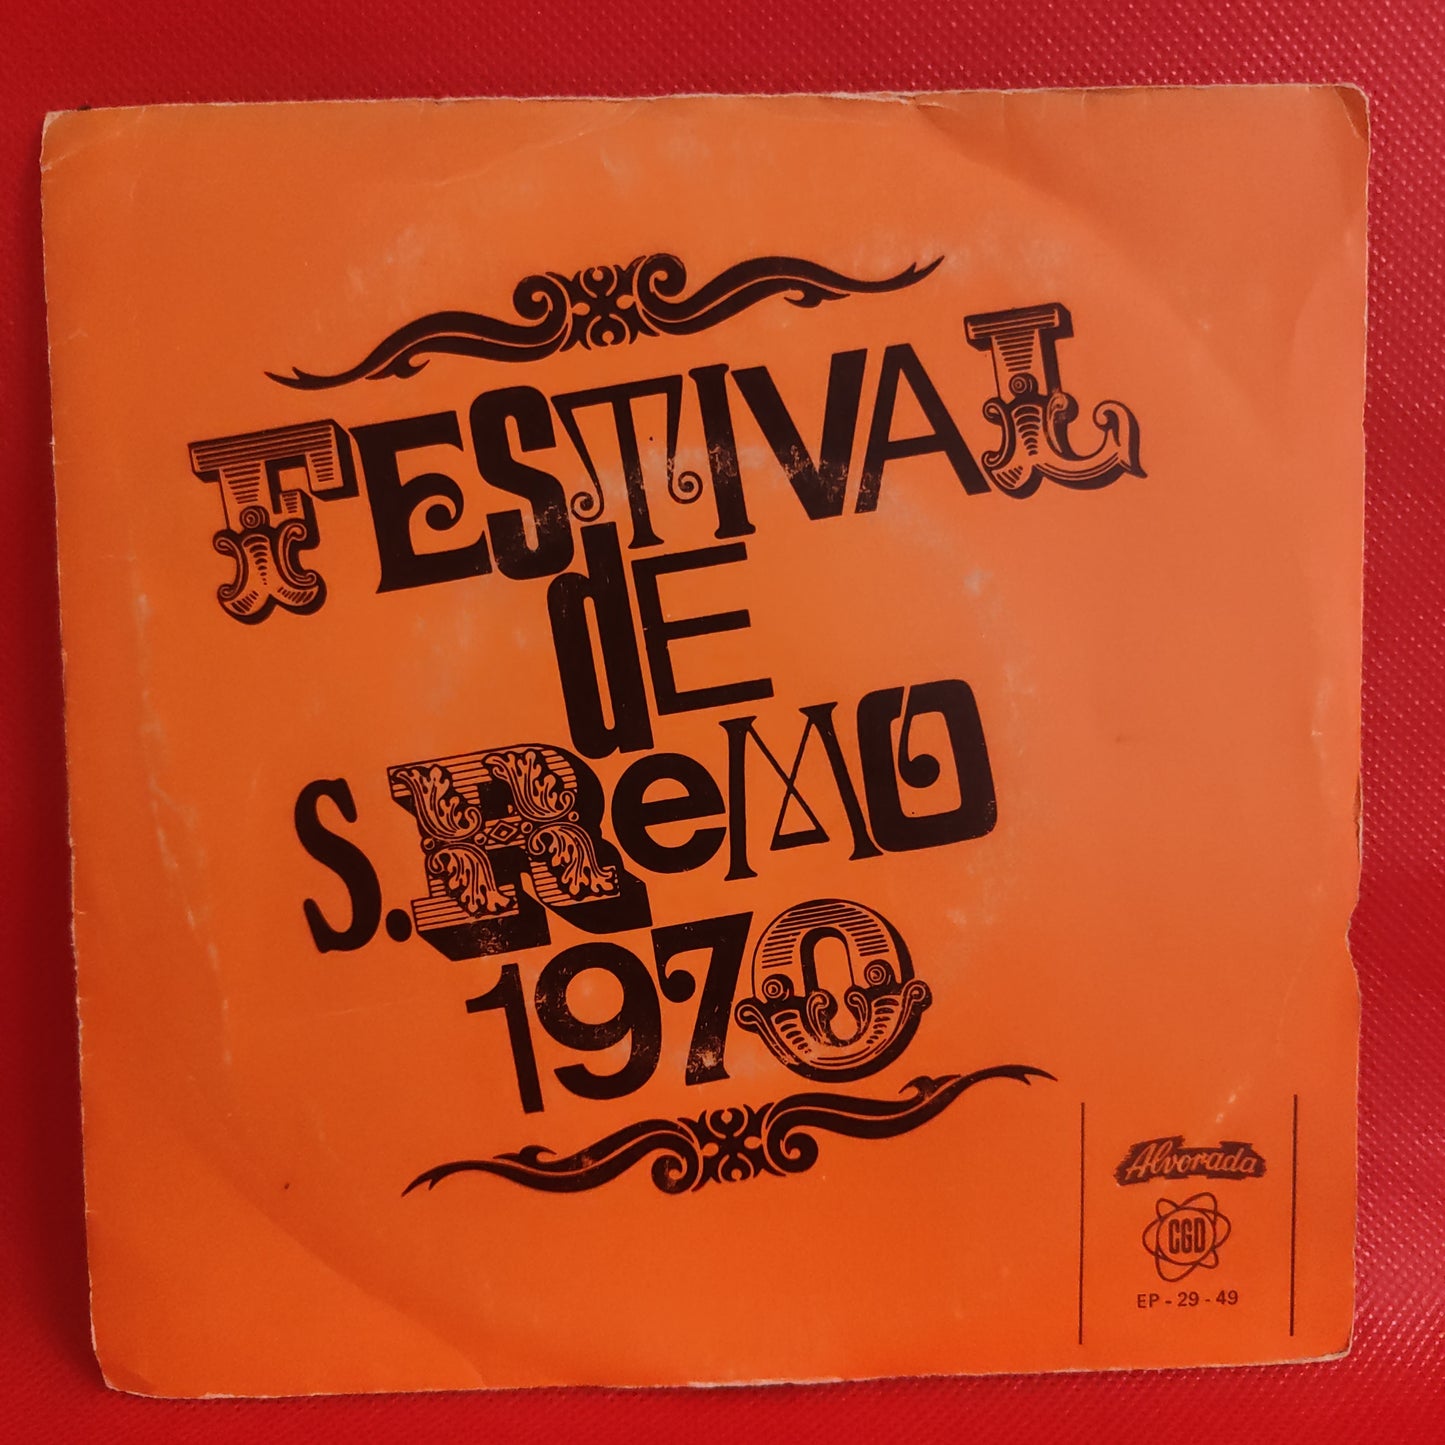 FESTIVAL
dE
S. ReMO
1970
Alvorada
CGD
EP - 29 - 49